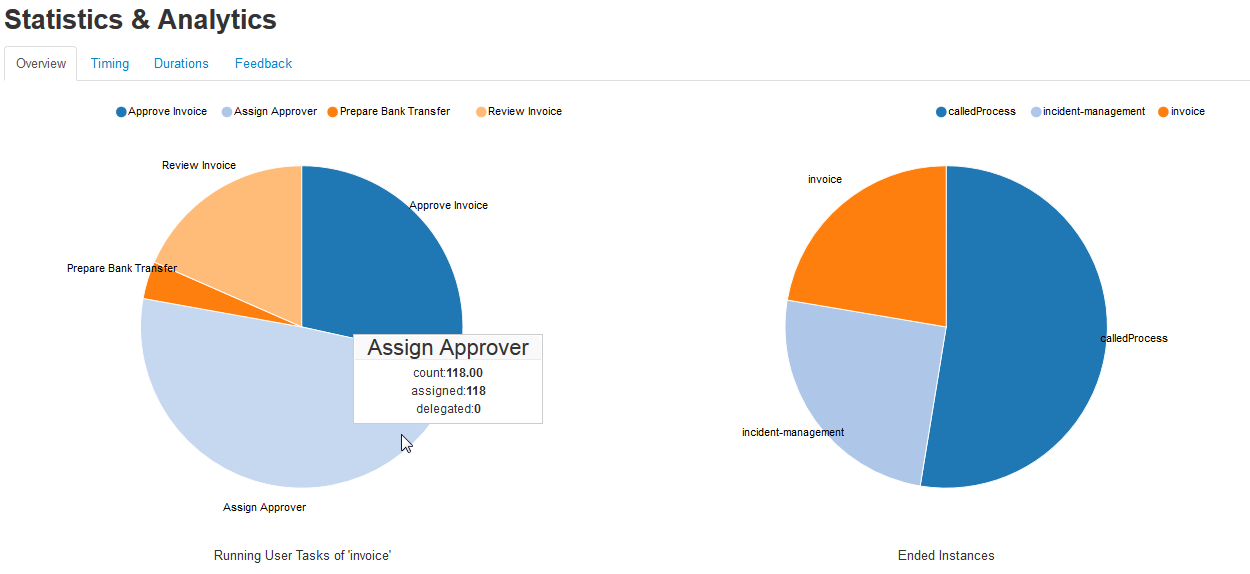 Statistics & Analytics
Overview Timing Durations Feedback
Approve Invoice Assign Approver Prepare Bank Transfer Review Invoice
calledProcess incident-management invoice
Review Invoice
Approve Invoice
Prepare Bank Transfer
Assign Approver
count:118.00
assigned:118
delegated:0
Assign Approver
Running User Tasks of 'invoice'
invoice
calledProcess
incident-management
Ended Instances